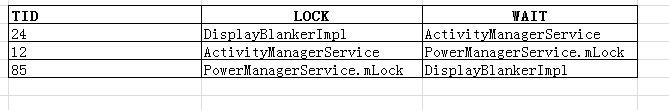 TID LOCK WAIT
24 DisplayBlankerImpl ActivityManagerService
12 ActivityManagerService PowerManagerService.mLock
85 PowerManagerService.mLock DisplayBlankerImpl